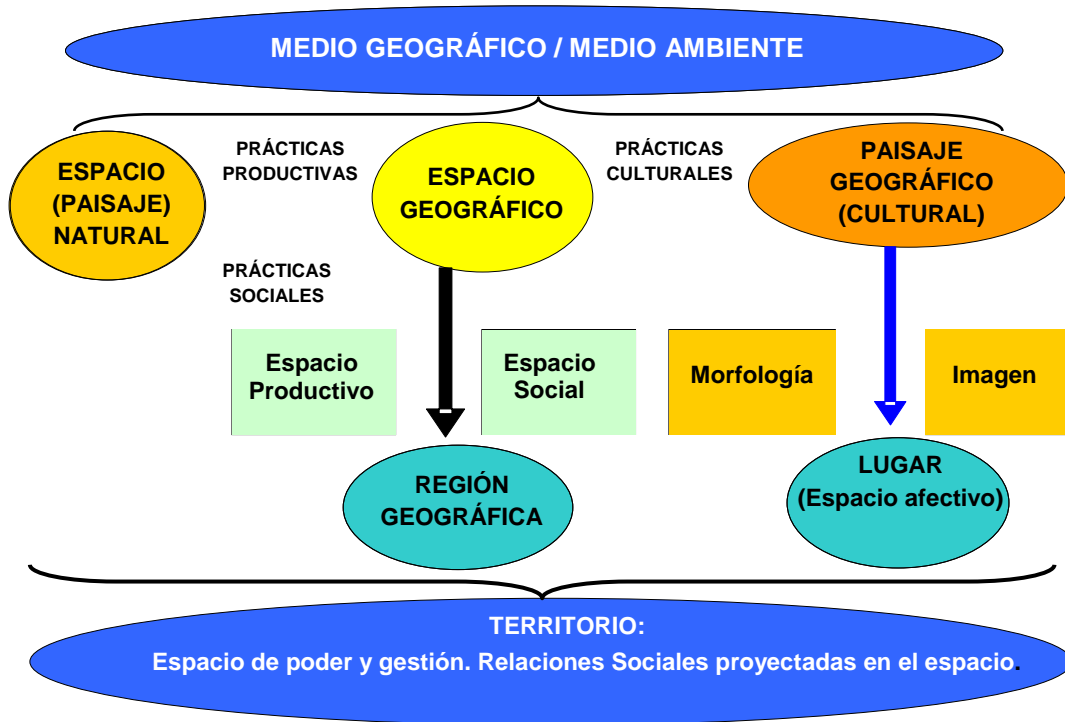 MEDIO GEOGRÁFICO / MEDIO AMBIENTE
ESPACIO
(PAISAJE)
NATURAL
PRÁCTICAS
PRODUCTIVAS
ESPACIO
GEOGRÁFICO
PRÁCTICAS
CULTURALES
PAISAJE
GEOGRÁFICO
(CULTURAL)
PRÁCTICAS
SOCIALES
Espacio
Productivo
Espacio
Social
Morfología
Imagen
REGIÓN
GEOGRÁFICA
LUGAR
(Espacio afectivo)
TERRITORIO:
Espacio de poder y gestión. Relaciones Sociales proyectadas en el espacio.